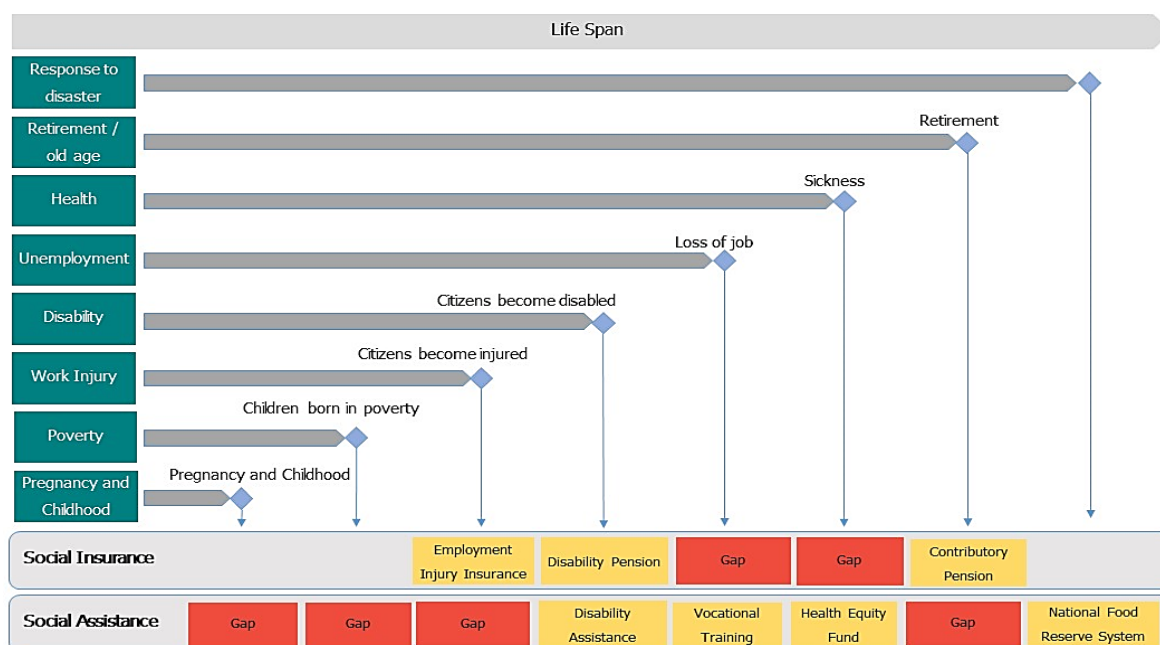 Life Span
Response to
disaster
Retirement /
old age
Retirement
Health
Sickness
Unemployment
Loss of job
Disability
Citizens become disabled
Work Injury
Citizens become injured
Poverty
Children born in poverty
Pregnancy and
Childhood
Pregnancy and Childhood
Social Insurance
Employment
Injury Insurance
Disability Pension
Gap
Gap
Contributory
Pension
Social Assistance
Gap
Gap
Gap
Disability
Assistance
Vocational
Training
Health Equity
Fund
Gap
National Food
Reserve System